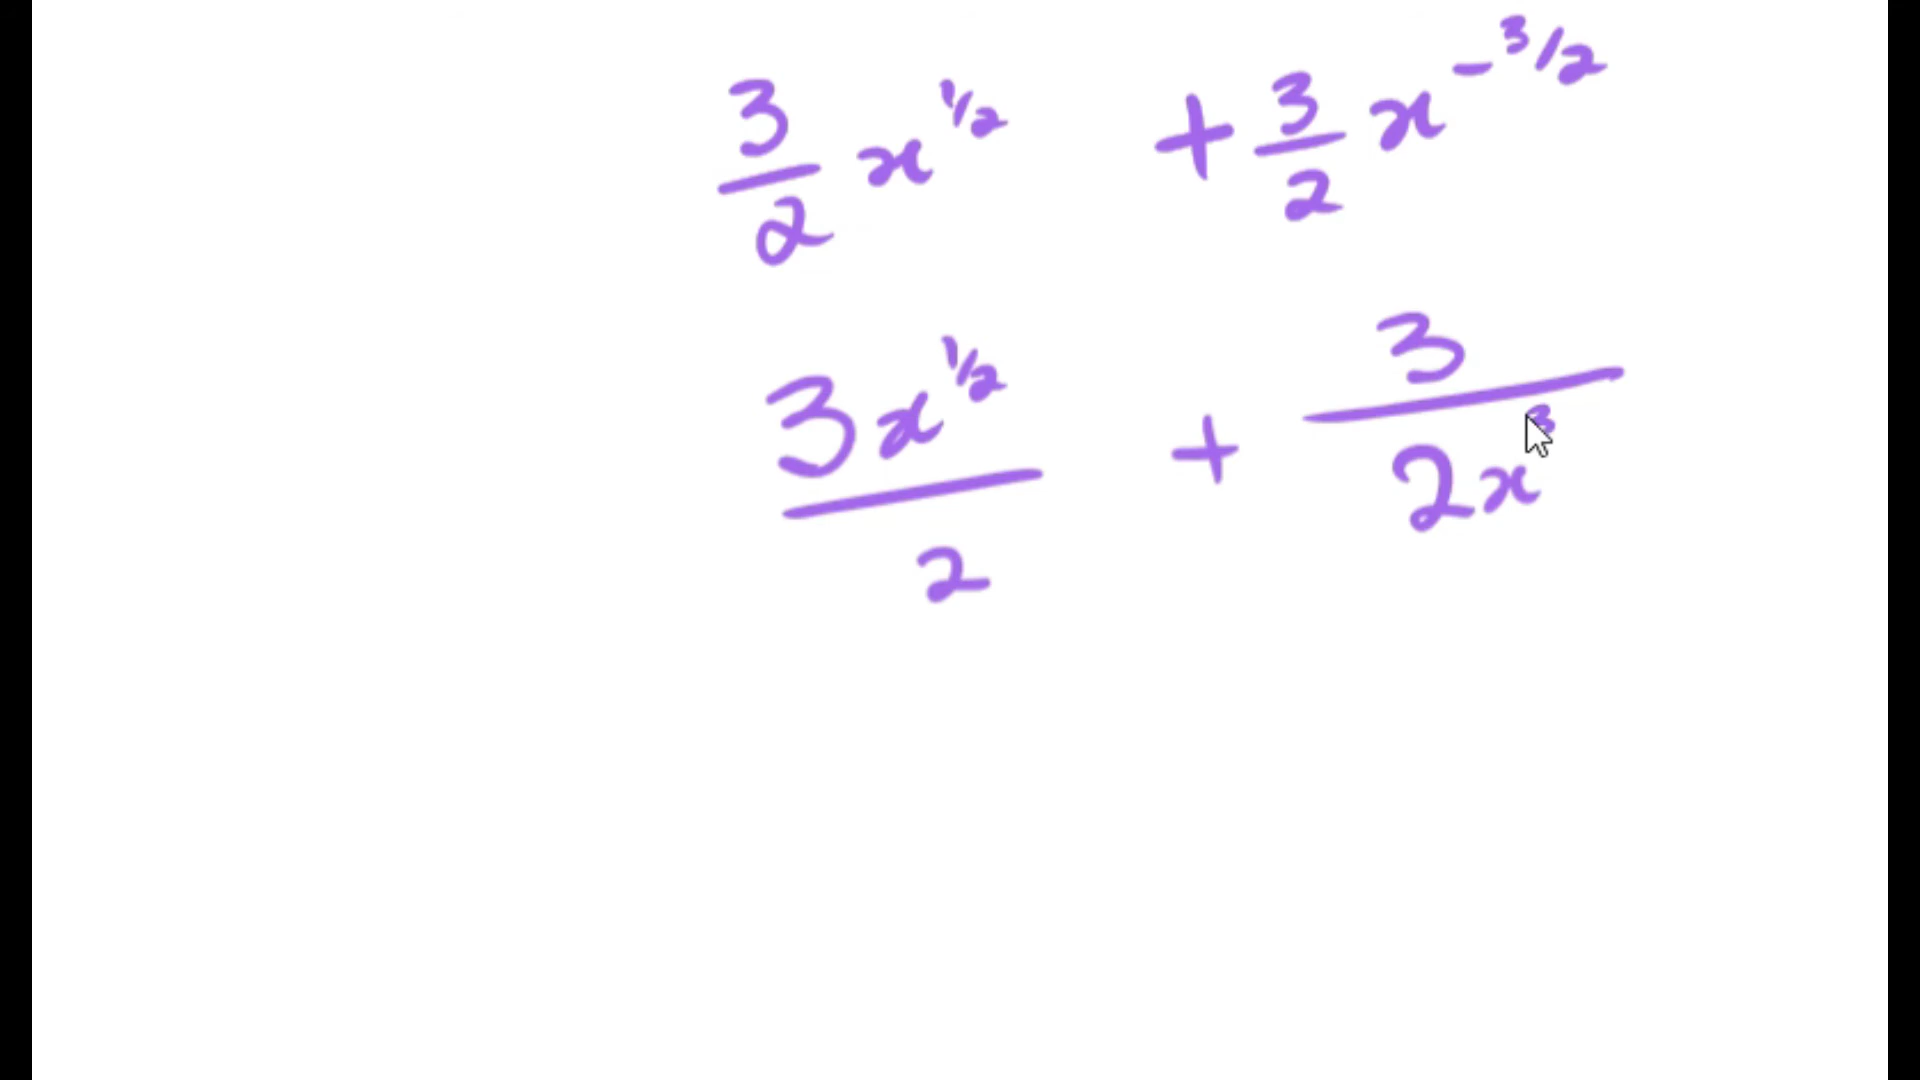 3/2 x^{1/2} + 3/2 x^{-3/2}
3x^{1/2}/2 + 3/2x^3